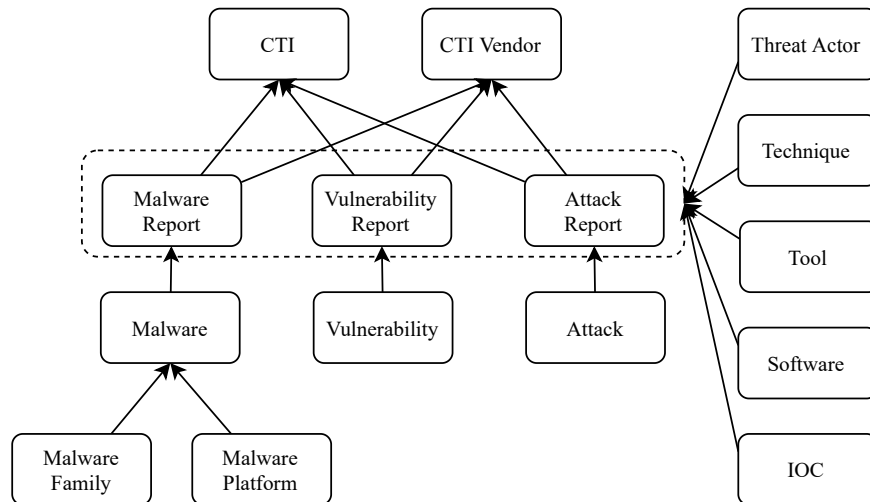 CTI
CTI Vendor
Threat Actor
Technique
Malware
Report
Vulnerability
Report
Attack
Report
Tool
Malware
Vulnerability
Attack
Software
Malware
Family
Malware
Platform
IOC